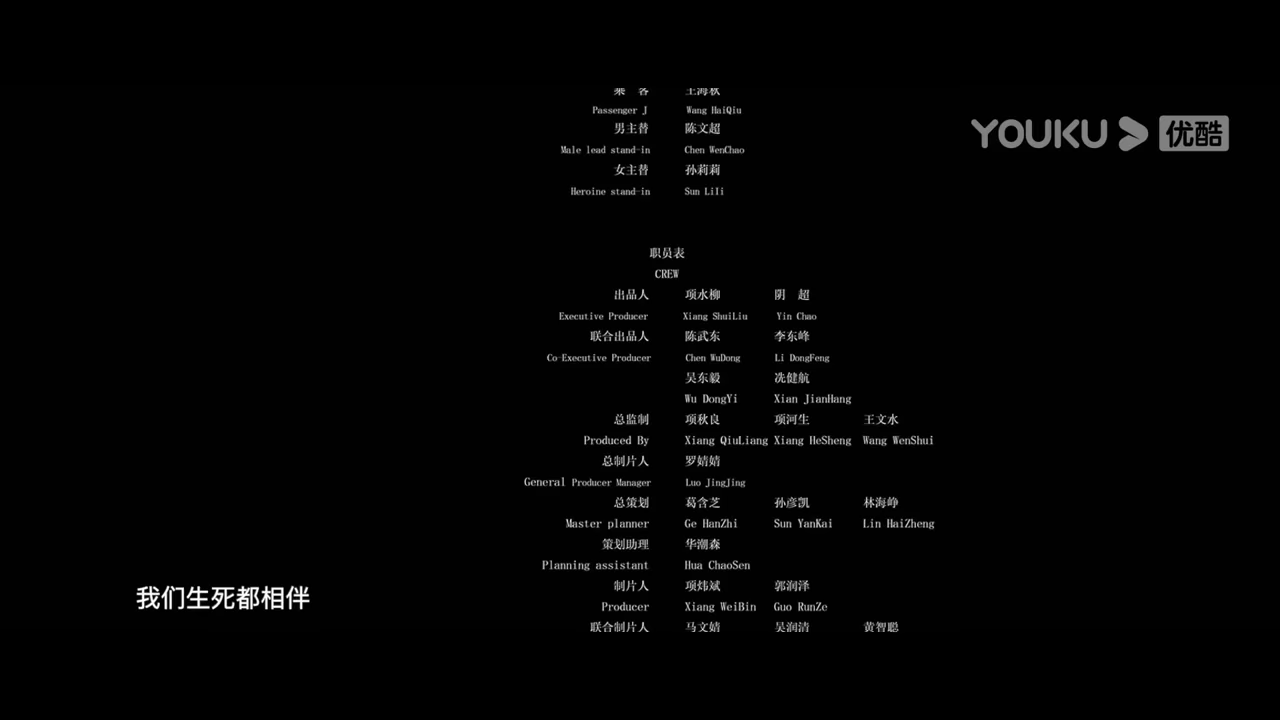 乘 客 王海秋
Passenger J Wang HaiQiu
YOUKU 优酷
男主替 陈文超
Male lead stand-in Chen WenChao
女主替 孙莉莉
Heroine stand-in Sun LiIi
职员表
CREW
出品人 项水柳 阴 超
Executive Producer Xiang ShuiLiu Yin Chao
联合出品人 陈武东 李东峰
Co-Executive Producer Chen WuDong Li DongFeng
吴东毅 冼健航
Wu DongYi Xian JianHang
总监制 项秋良 项河生 王文水
Produced By Xiang QiuLiang Xiang HeSheng Wang WenShui
总制片人 罗婧婧
General Producer Manager Luo JingJing
总策划 葛含芝 孙彦凯 林海峥
Master planner Ge HanZhi Sun YanKai Lin HaiZheng
策划助理 华潮森
Planning assistant Hua ChaoSen
制片人 项炜斌 郭润泽
我们生死都相伴
Producer Xiang WeiBin Guo RunZe
联合制片人 马文婧 吴润清 黄智聪